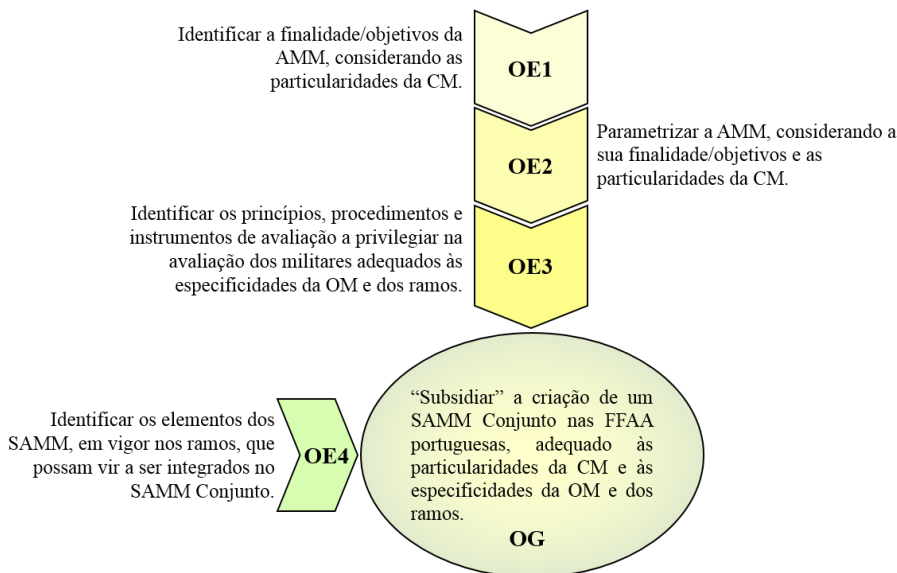 Identificar a finalidade/objetivos da
AMM, considerando as
particularidades da CM.
OE1
Parametrizar a AMM, considerando a
sua finalidade/objetivos e as
particularidades da CM.
OE2
Identificar os princípios, procedimentos e
instrumentos de avaliação a privilegiar na
avaliação dos militares adequados às
especificidades da OM e dos ramos.
OE3
Identificar os elementos dos
SAMM, em vigor nos ramos, que
possam vir a ser integrados no
SAMM Conjunto.
OE4
“Subsidiar” a criação de um
SAMM Conjunto nas FFAA
portuguesas, adequado às
particularidades da CM e às
especificidades da OM e dos
ramos.
OG